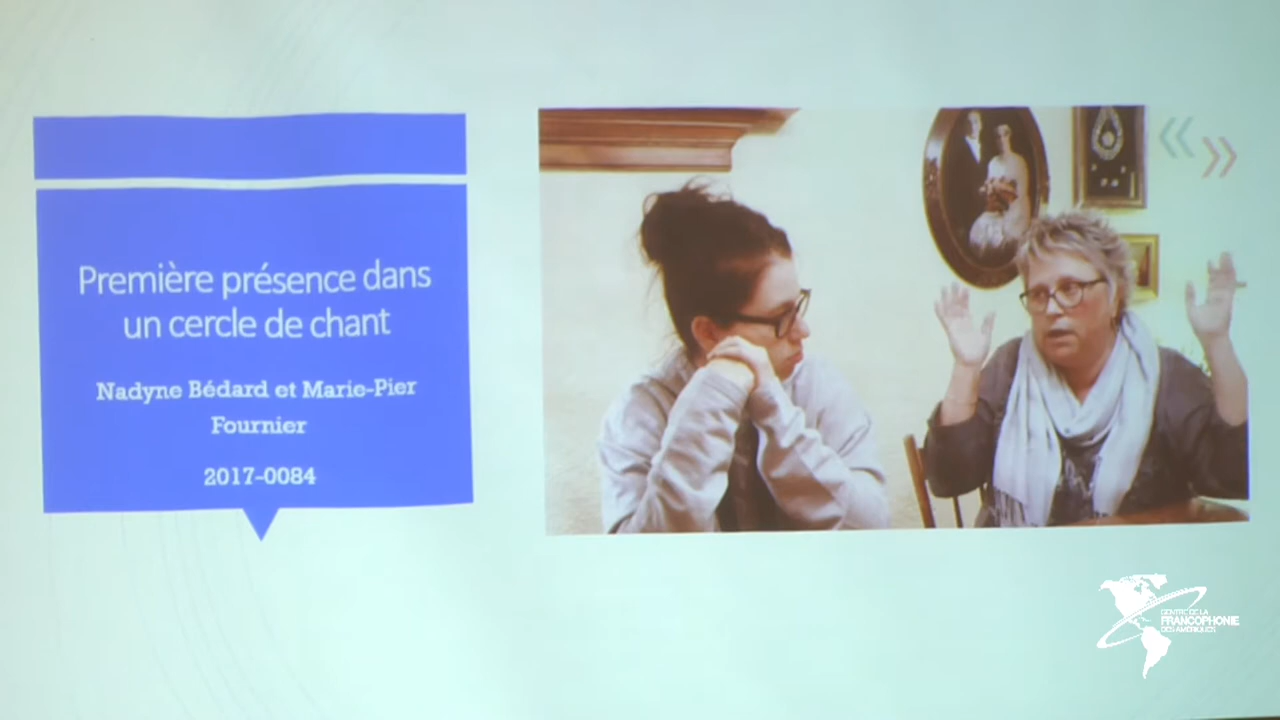 Première présence dans
un cercle de chant
Nadyne Bédard et Marie-Pier
Fournier
2017-0084
CENTRE DE LA
FRANCOPHONIE
DES AMÉRIQUES